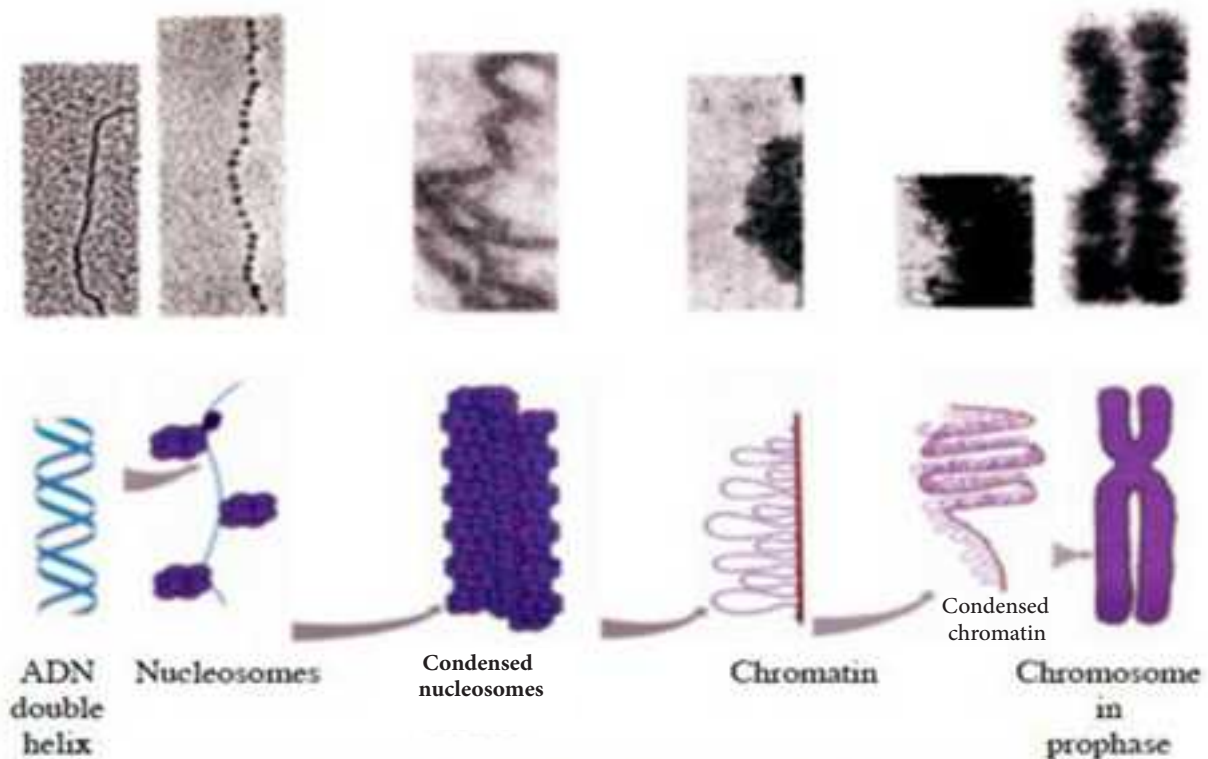 ADN
double
helix
Nucleosomes
Condensed
nucleosomes
Chromatin
Condensed
chromatin
Chromosome
in
prophase